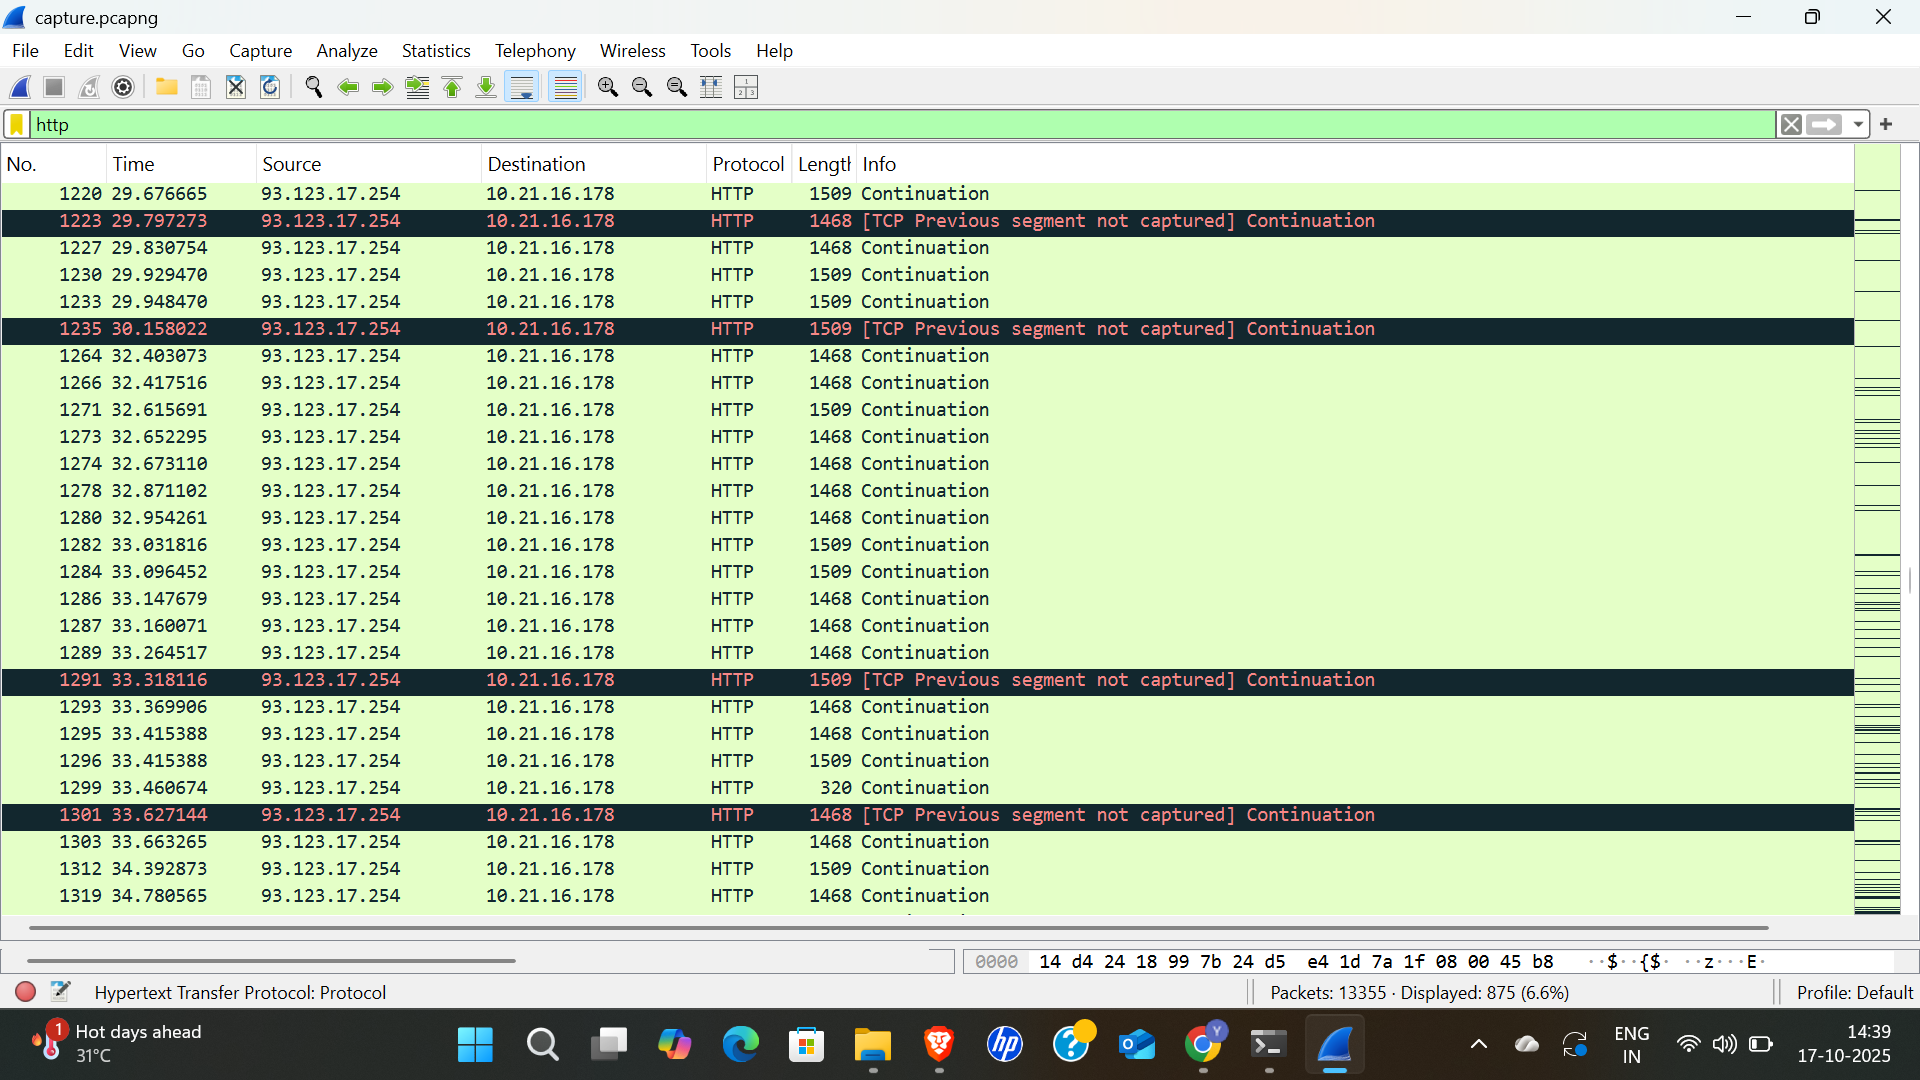 capture.pcapng
File Edit View Go Capture Analyze Statistics Telephony Wireless Tools Help
http
No. Time Source Destination Protocol Length Info
1220 29.676665 93.123.17.254 10.21.16.178 HTTP 1509 Continuation
1223 29.797273 93.123.17.254 10.21.16.178 HTTP 1468 [TCP Previous segment not captured] Continuation
1227 29.830754 93.123.17.254 10.21.16.178 HTTP 1468 Continuation
1230 29.929470 93.123.17.254 10.21.16.178 HTTP 1509 Continuation
1233 29.948470 93.123.17.254 10.21.16.178 HTTP 1509 Continuation
1235 30.158022 93.123.17.254 10.21.16.178 HTTP 1509 [TCP Previous segment not captured] Continuation
1264 32.403073 93.123.17.254 10.21.16.178 HTTP 1468 Continuation
1266 32.417516 93.123.17.254 10.21.16.178 HTTP 1468 Continuation
1271 32.615691 93.123.17.254 10.21.16.178 HTTP 1509 Continuation
1273 32.652295 93.123.17.254 10.21.16.178 HTTP 1468 Continuation
1274 32.673110 93.123.17.254 10.21.16.178 HTTP 1468 Continuation
1278 32.871102 93.123.17.254 10.21.16.178 HTTP 1468 Continuation
1280 32.954261 93.123.17.254 10.21.16.178 HTTP 1468 Continuation
1282 33.031816 93.123.17.254 10.21.16.178 HTTP 1509 Continuation
1284 33.096452 93.123.17.254 10.21.16.178 HTTP 1509 Continuation
1286 33.147679 93.123.17.254 10.21.16.178 HTTP 1468 Continuation
1287 33.160071 93.123.17.254 10.21.16.178 HTTP 1468 Continuation
1289 33.264517 93.123.17.254 10.21.16.178 HTTP 1468 Continuation
1291 33.318116 93.123.17.254 10.21.16.178 HTTP 1509 [TCP Previous segment not captured] Continuation
1293 33.369906 93.123.17.254 10.21.16.178 HTTP 1468 Continuation
1295 33.415388 93.123.17.254 10.21.16.178 HTTP 1468 Continuation
1296 33.415388 93.123.17.254 10.21.16.178 HTTP 1509 Continuation
1299 33.460674 93.123.17.254 10.21.16.178 HTTP 320 Continuation
1301 33.627144 93.123.17.254 10.21.16.178 HTTP 1468 [TCP Previous segment not captured] Continuation
1303 33.663265 93.123.17.254 10.21.16.178 HTTP 1468 Continuation
1312 34.392873 93.123.17.254 10.21.16.178 HTTP 1509 Continuation
1319 34.780565 93.123.17.254 10.21.16.178 HTTP 1468 Continuation
0000 14 d4 24 18 99 7b 24 d5 e4 1d 7a 1f 08 00 45 b8 ··$··{$· ··z···E·
Hypertext Transfer Protocol: Protocol Packets: 13355 · Displayed: 875 (6.6%) Profile: Default
1 Hot days ahead
31°C
hp
Y
ENG
IN
14:39
17-10-2025